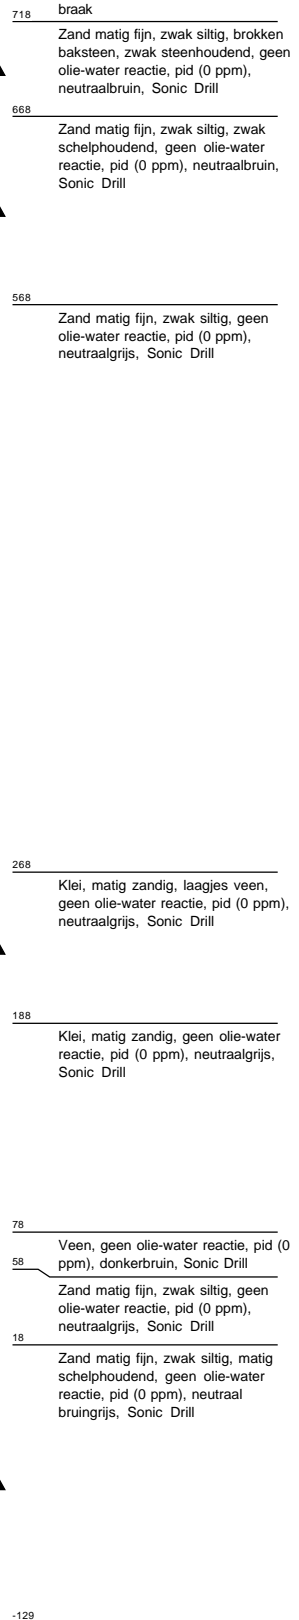 718 braak
Zand matig fijn, zwak siltig, brokken
baksteen, zwak steenhoudend, geen
olie-water reactie, pid (0 ppm),
neutraalbruin, Sonic Drill
668
Zand matig fijn, zwak siltig, zwak
schelphoudend, geen olie-water
reactie, pid (0 ppm), neutraalbruin,
Sonic Drill
568
Zand matig fijn, zwak siltig, geen
olie-water reactie, pid (0 ppm),
neutraalgrijs, Sonic Drill
268
Klei, matig zandig, laagjes veen,
geen olie-water reactie, pid (0 ppm),
neutraalgrijs, Sonic Drill
188
Klei, matig zandig, geen olie-water
reactie, pid (0 ppm), neutraalgrijs,
Sonic Drill
78
Veen, geen olie-water reactie, pid (0
58 ppm), donkerbruin, Sonic Drill
Zand matig fijn, zwak siltig, geen
olie-water reactie, pid (0 ppm),
neutraalgrijs, Sonic Drill
18
Zand matig fijn, zwak siltig, matig
schelphoudend, geen olie-water
reactie, pid (0 ppm), neutraal
bruingrijs, Sonic Drill
-129